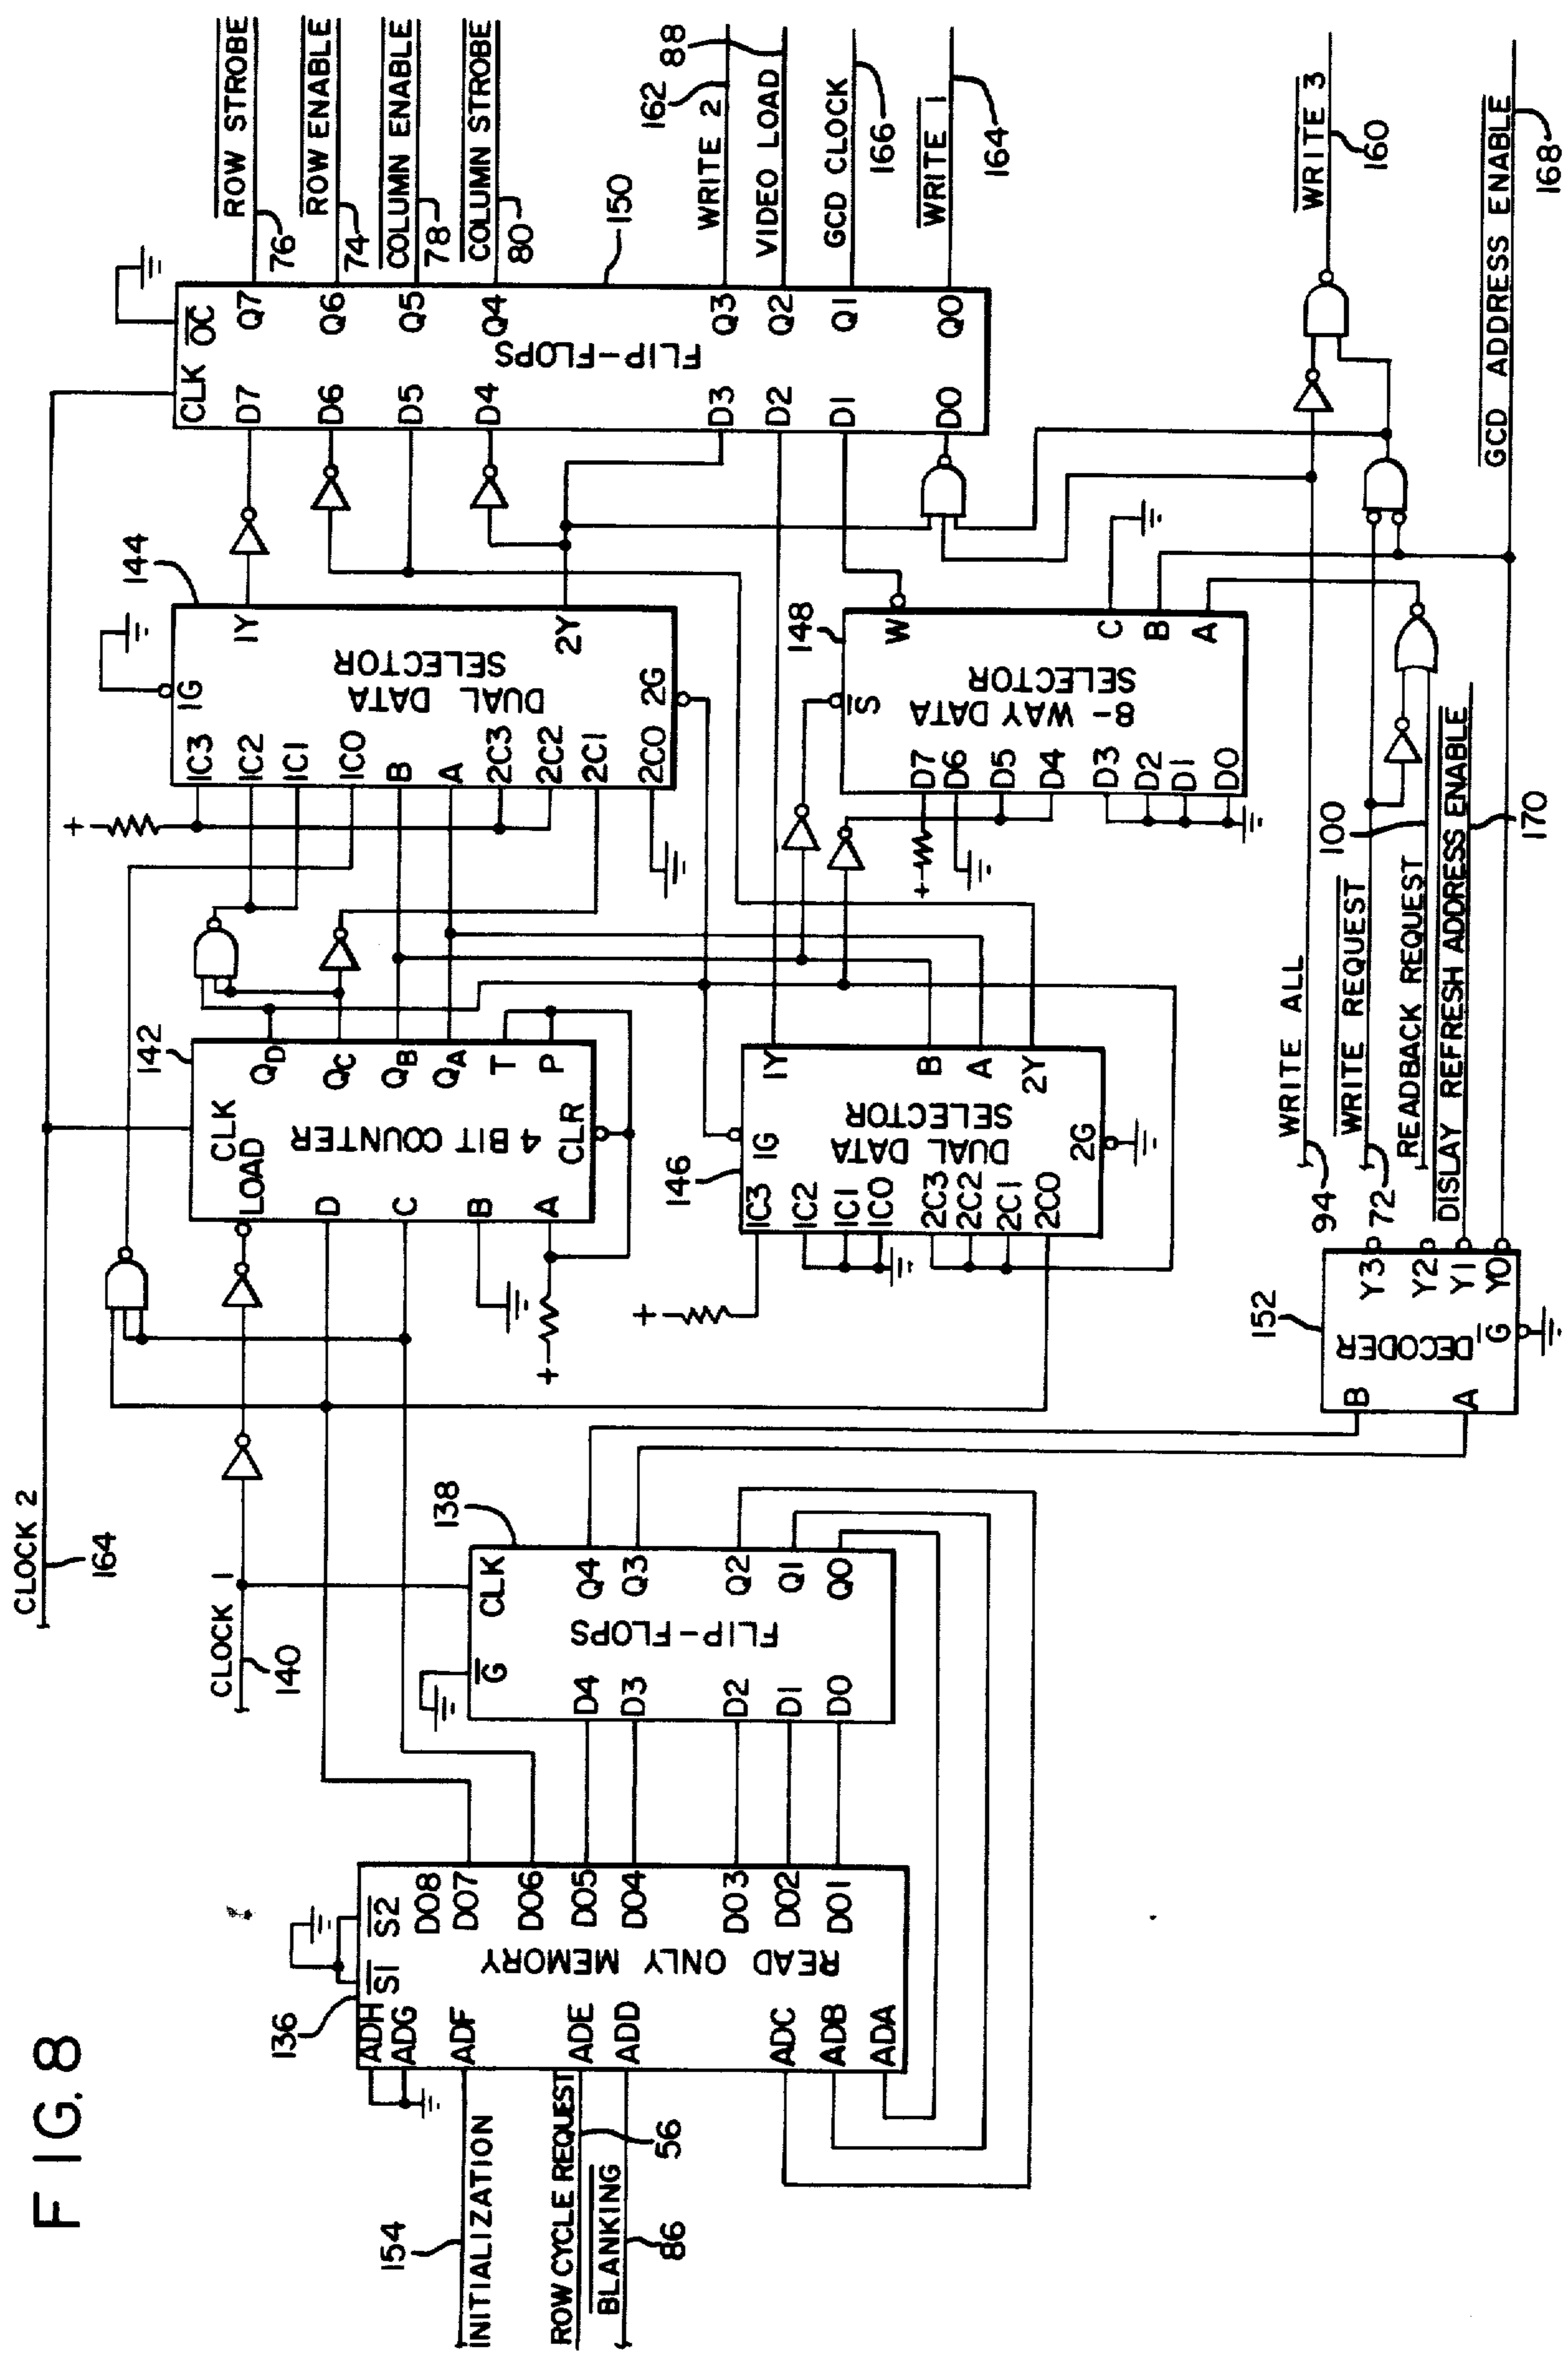 FIG. 8
CLOCK 2
164
CLOCK 1
140
154
INITIALIZATION
ROW CYCLE REQUEST
56
BLANKING
86
136
ADH
ADG
ADF
ADE
ADD
ADC
ADB
ADA
S1
S2
READ ONLY MEMORY
DO8
DO7
DO6
DO5
DO4
DO3
DO2
DO1
138
G
CLK
D4
D3
D2
D1
D0
FLIP-FLOPS
Q4
Q3
Q2
Q1
Q0
142
LOAD
CLK
D
C
B
A
4 BIT COUNTER
CLR
QD
QC
QB
QA
T
P
+
144
1G
1C3
1C2
1C1
1C0
B
A
2C3
2C2
2C1
2C0
DUAL DATA
SELECTOR
1Y
2Y
2G
+
146
1G
1C3
1C2
1C1
1C0
2C3
2C2
2C1
2C0
DUAL DATA
SELECTOR
1Y
B
A
2Y
2G
+
148
S
D7
D6
D5
D4
D3
D2
D1
D0
8-WAY DATA
SELECTOR
W
C
B
A
+
150
CLK
OC
D7
D6
D5
D4
D3
D2
D1
D0
FLIP-FLOPS
Q7
Q6
Q5
Q4
Q3
Q2
Q1
Q0
ROW STROBE
76
ROW ENABLE
74
COLUMN ENABLE
78
COLUMN STROBE
80
WRITE 2
162
VIDEO LOAD
88
GCD CLOCK
166
WRITE 1
164
152
B
A
DECODER
G
Y3
Y2
Y1
Y0
94
WRITE ALL
72
WRITE REQUEST
READBACK REQUEST
100
DISLAY REFRESH ADDRESS ENABLE
170
WRITE 3
160
GCD ADDRESS ENABLE
168